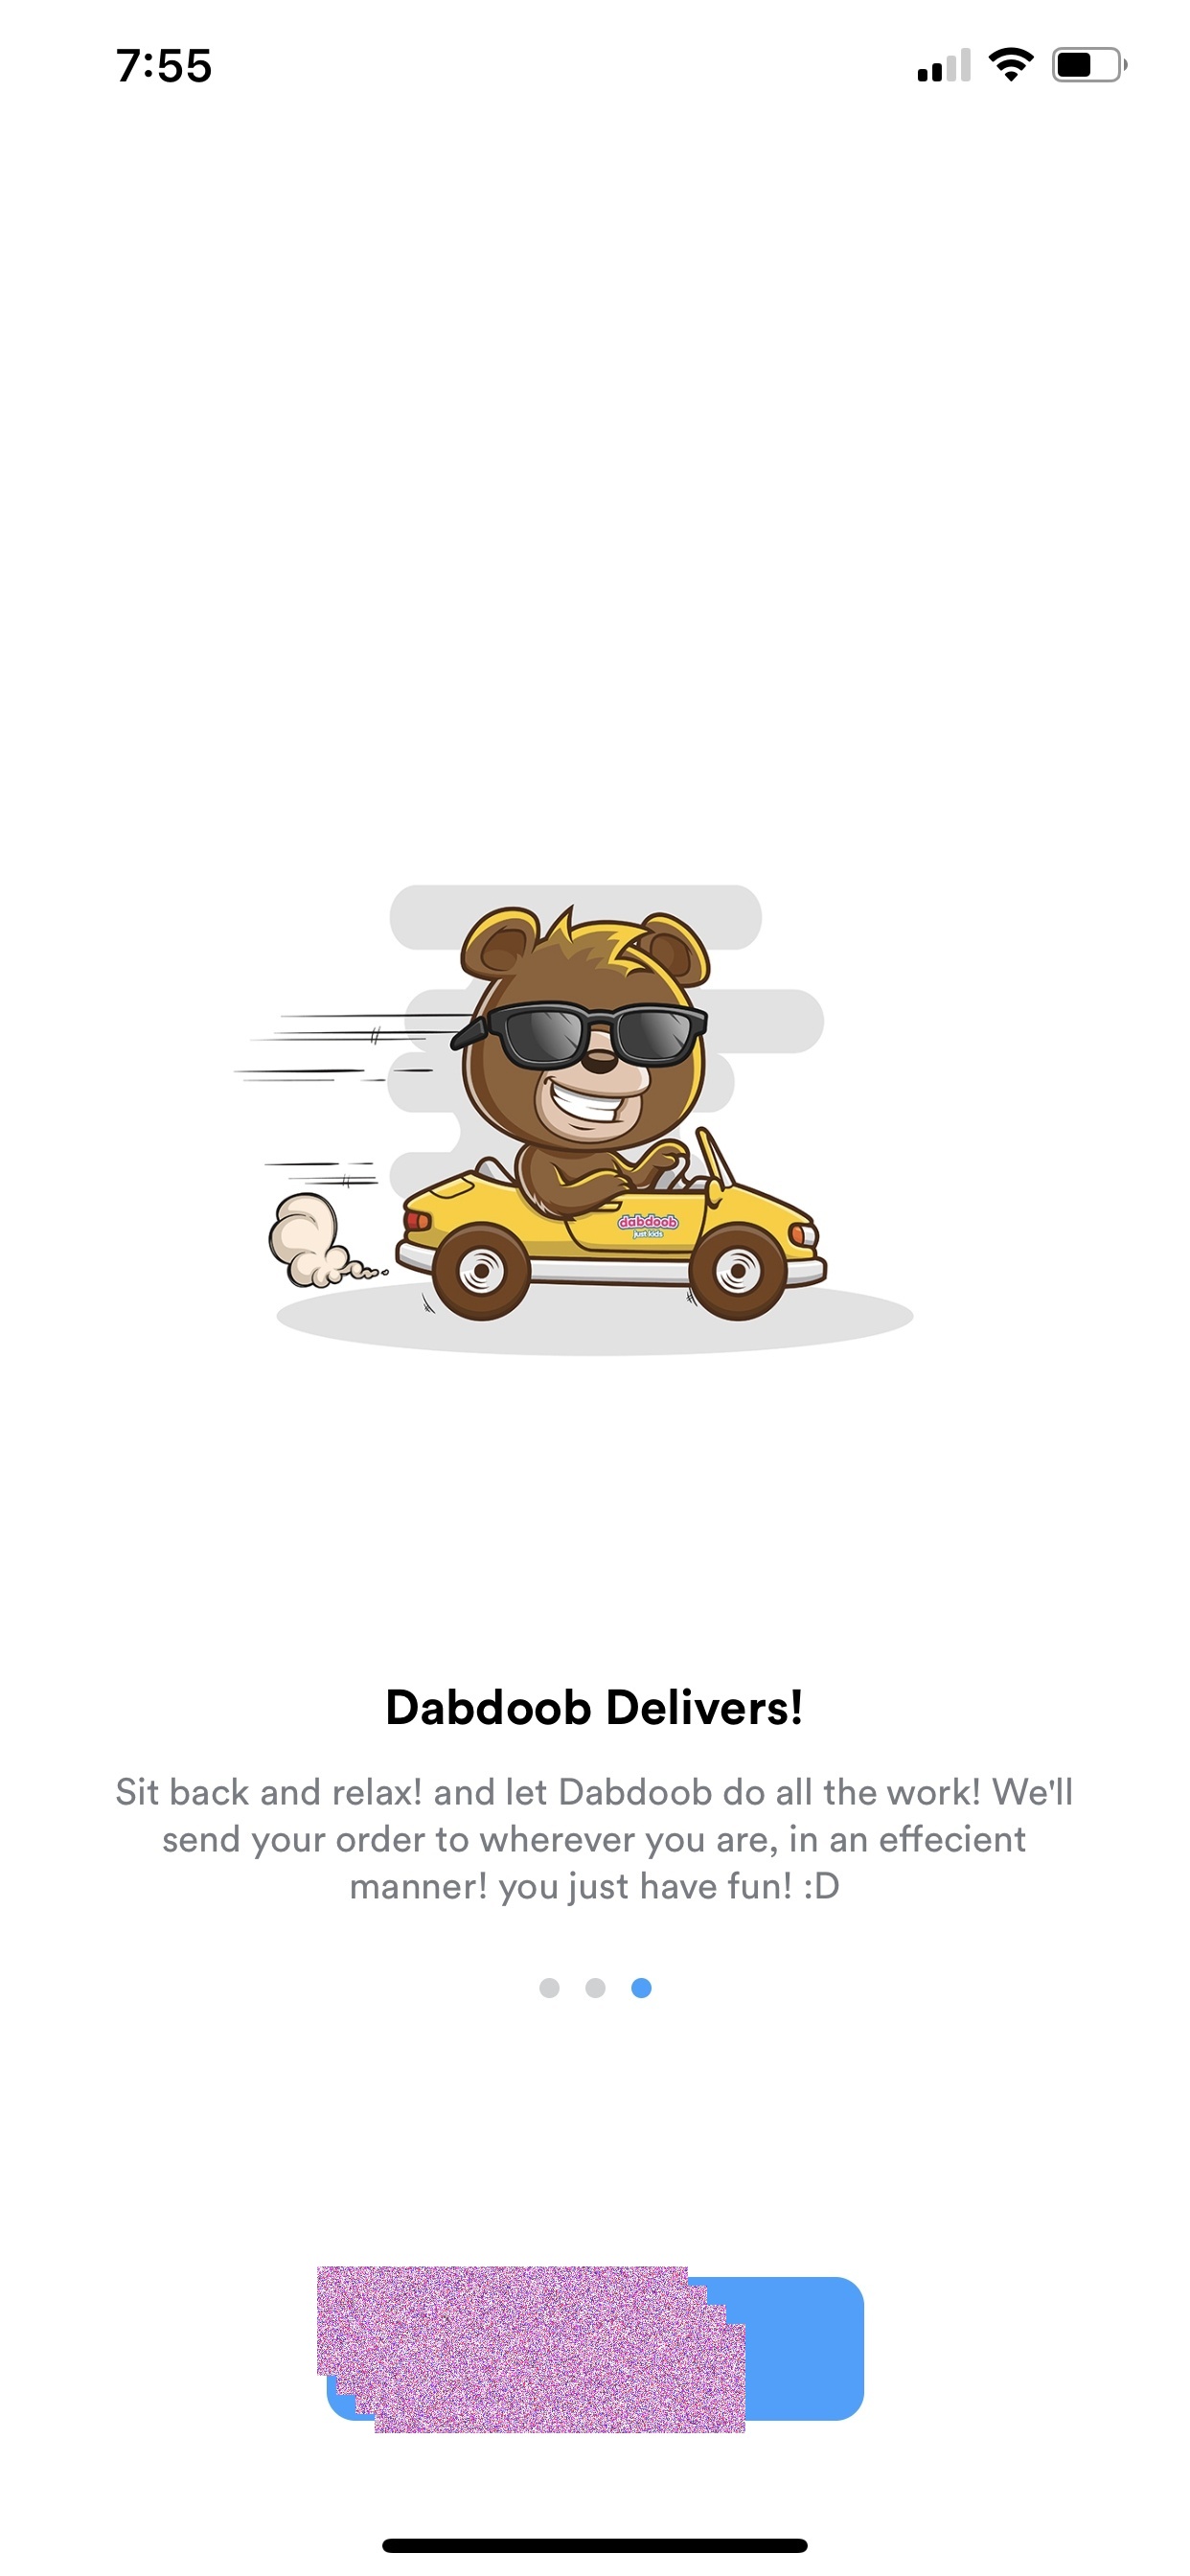 7:55
dabdoob
just kids
Dabdoob Delivers!
Sit back and relax! and let Dabdoob do all the work! We'll
send your order to wherever you are, in an effecient
manner! you just have fun! :D